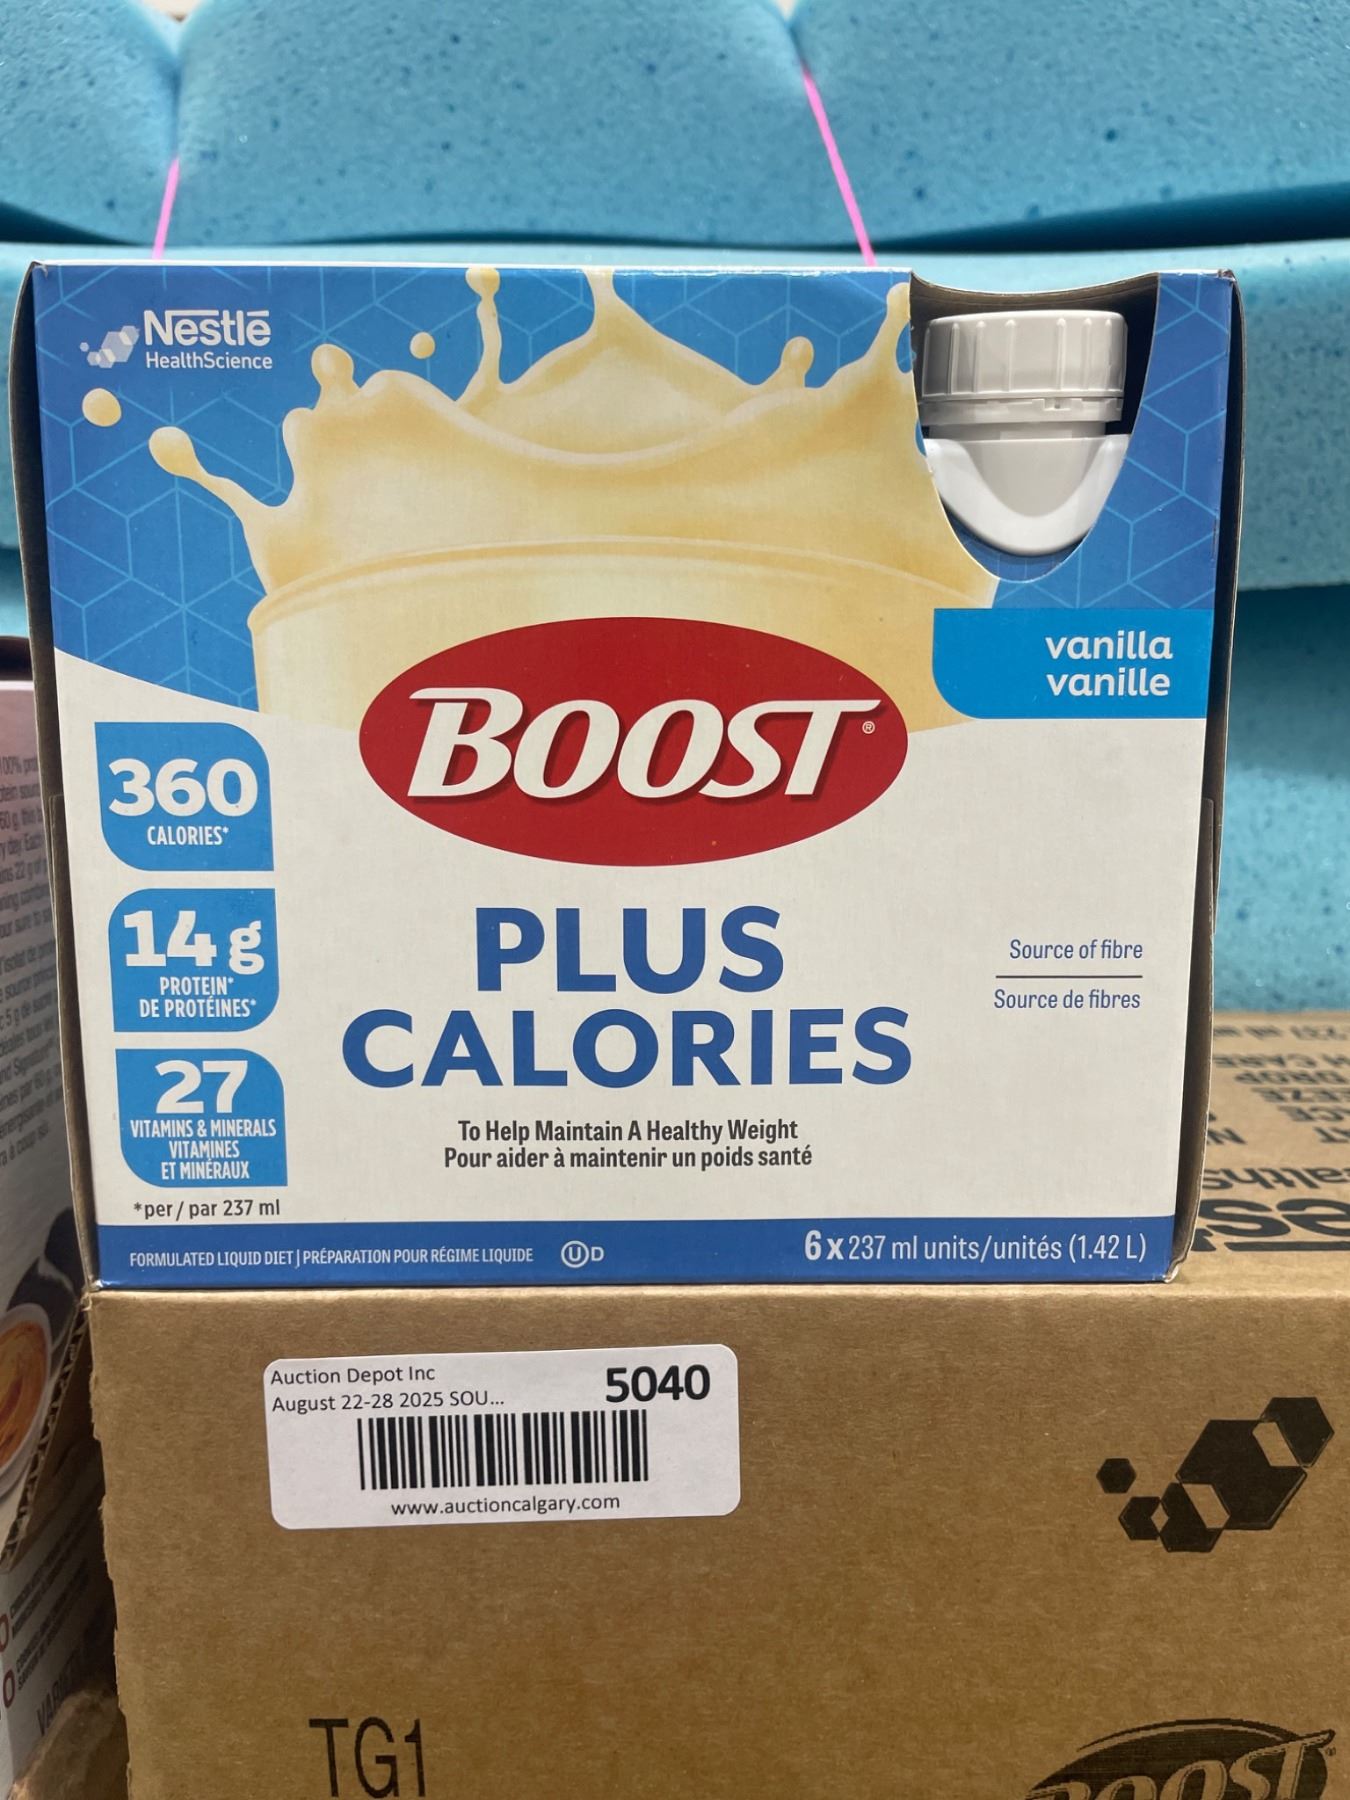 Nestlé
HealthScience
vanilla
vanille
BOOST®
360
CALORIES*
14 g
PROTEIN*
DE PROTÉINES*
27
VITAMINS & MINERALS
VITAMINES
ET MINÉRAUX
*per / par 237 ml
PLUS
CALORIES
To Help Maintain A Healthy Weight
Pour aider à maintenir un poids santé
Source of fibre
Source de fibres
FORMULATED LIQUID DIET | PRÉPARATION POUR RÉGIME LIQUIDE
U D
6 x 237 ml units/unités (1.42 L)
Auction Depot Inc
August 22-28 2025 SOU...
5040
www.auctioncalgary.com
TG1
BOOST